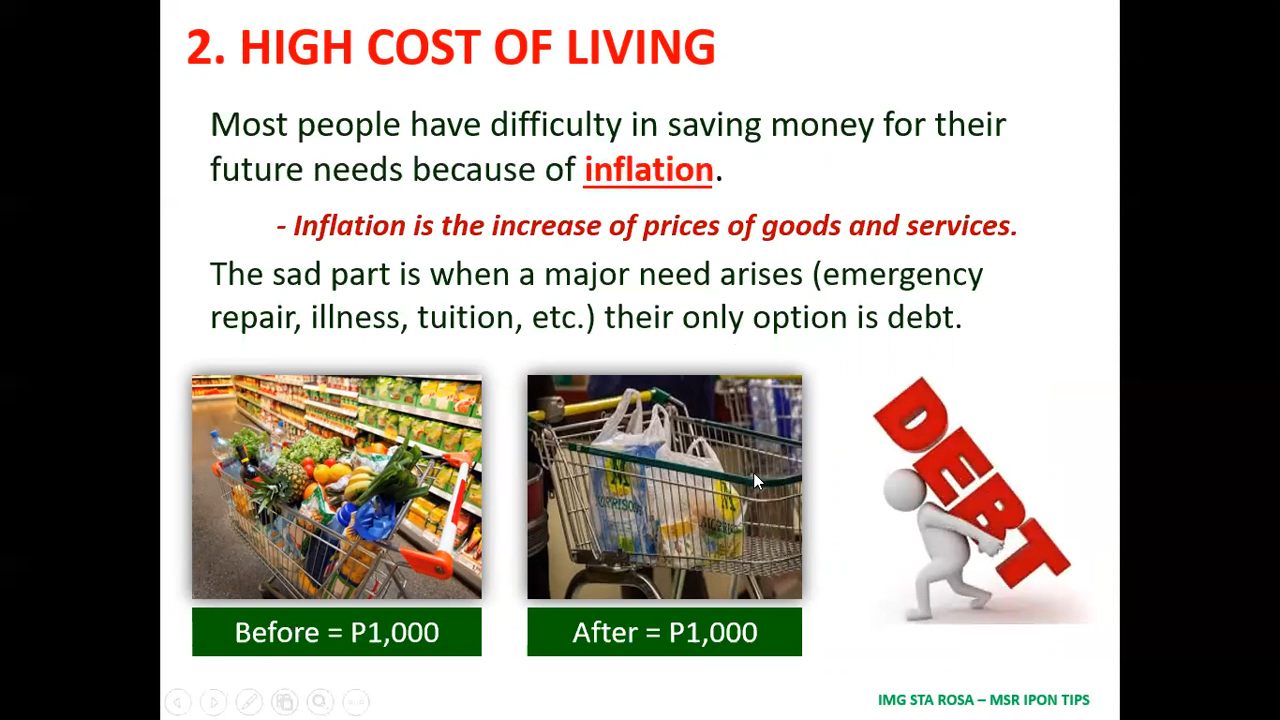 2. HIGH COST OF LIVING
Most people have difficulty in saving money for their
future needs because of inflation.
- Inflation is the increase of prices of goods and services.
The sad part is when a major need arises (emergency
repair, illness, tuition, etc.) their only option is debt.
DEBT
Before = P1,000
After = P1,000
IMG STA ROSA – MSR IPON TIPS